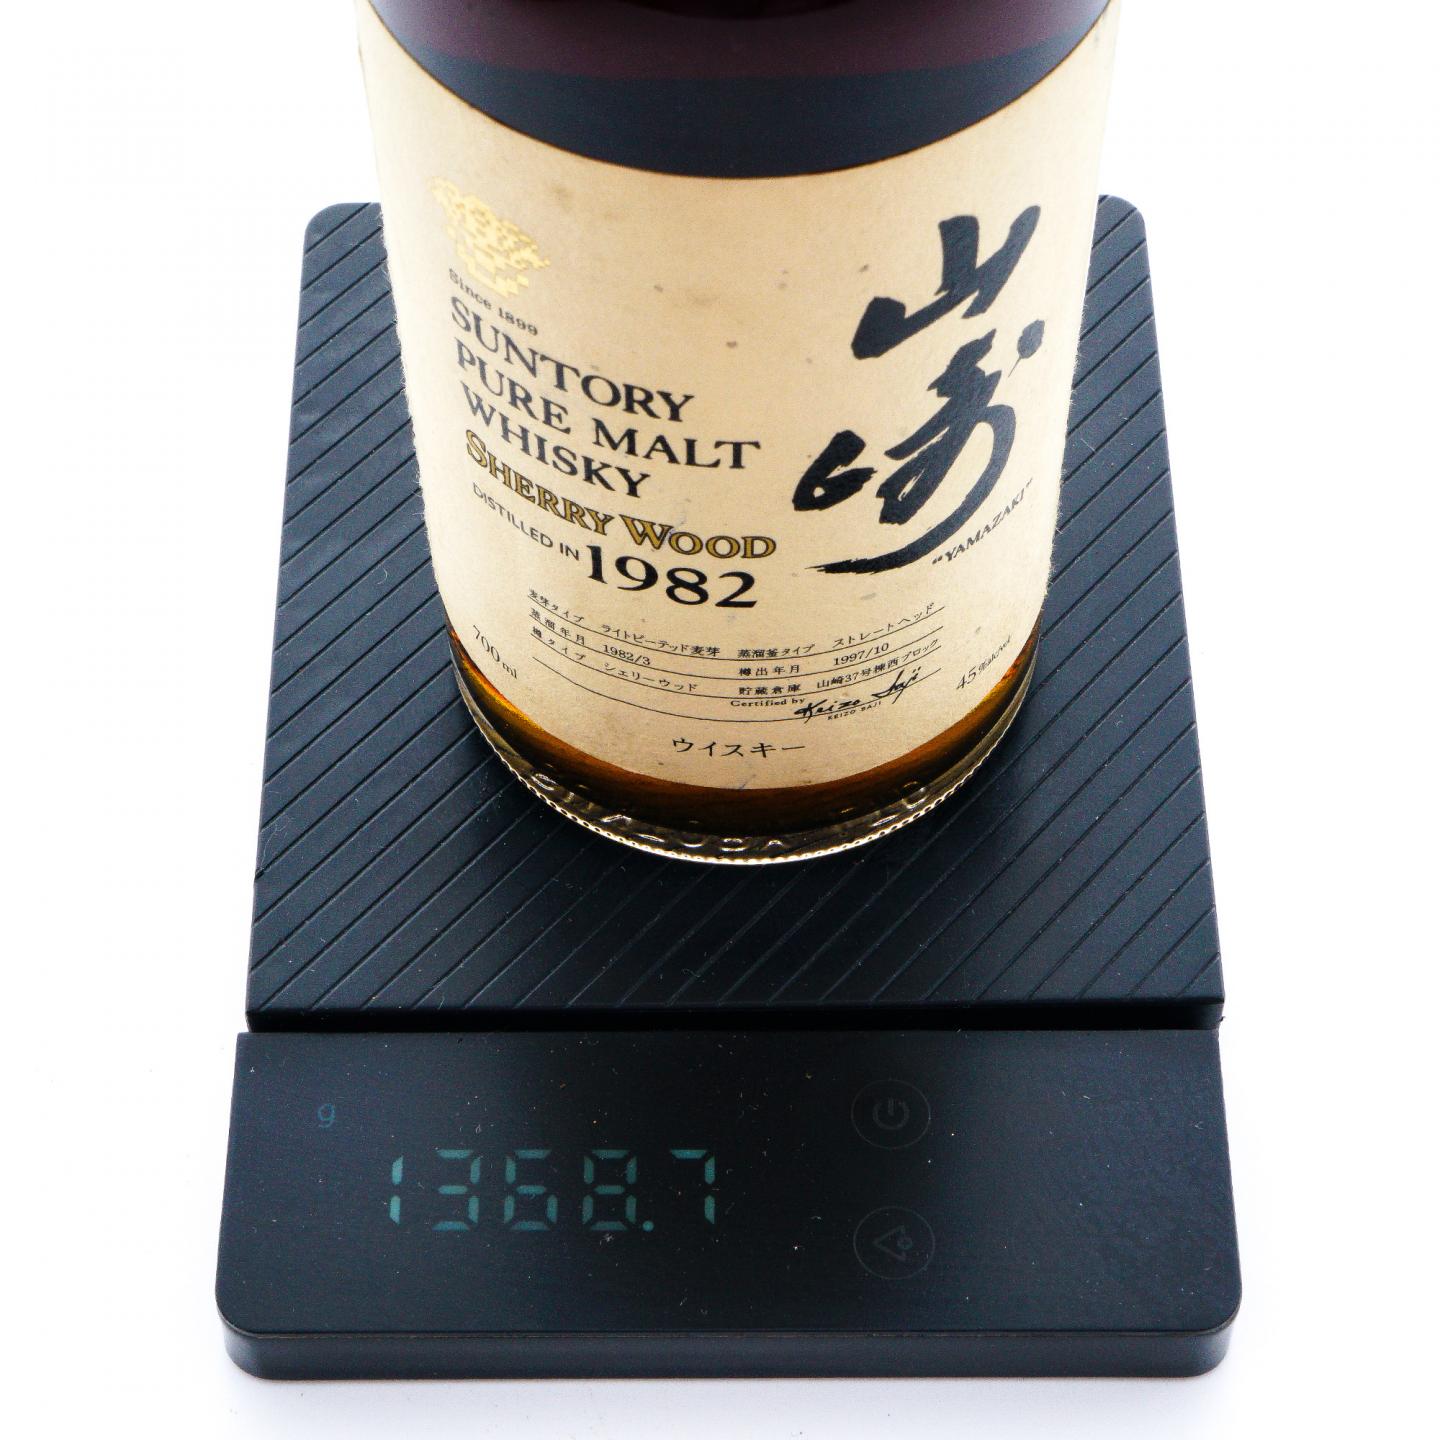 Since 1899
SUNTORY
PURE MALT
WHISKY
SHERRY WOOD
DISTILLED IN 1982
山崎
"YAMAZAKI"
麦芽タイプ ライトピーテッド麦芽 蒸溜釜タイプ ストレートヘッド
蒸溜年月 1982/3 樽出年月 1997/10
樽タイプ シェリーウッド 貯蔵倉庫 山崎37号棟西ブロック
Certified by Keizo Saji
KEIZO SAJI
700ml
45%alc/vol
ウイスキー
g
1368.7